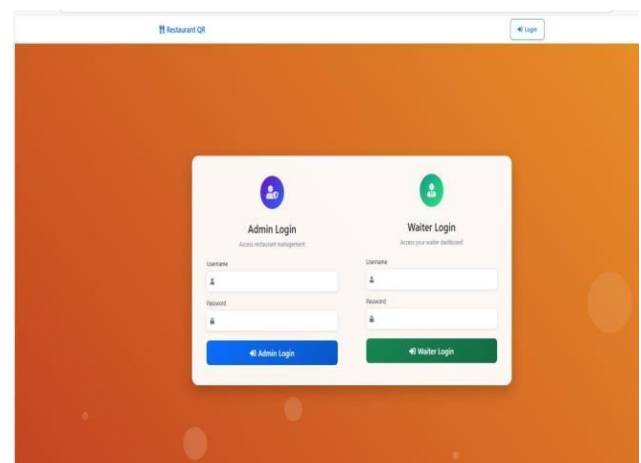 Restaurant QR
Login
Admin Login
Access restaurant management
Username
Password
Admin Login
Waiter Login
Access your waiter dashboard
Username
Password
Waiter Login